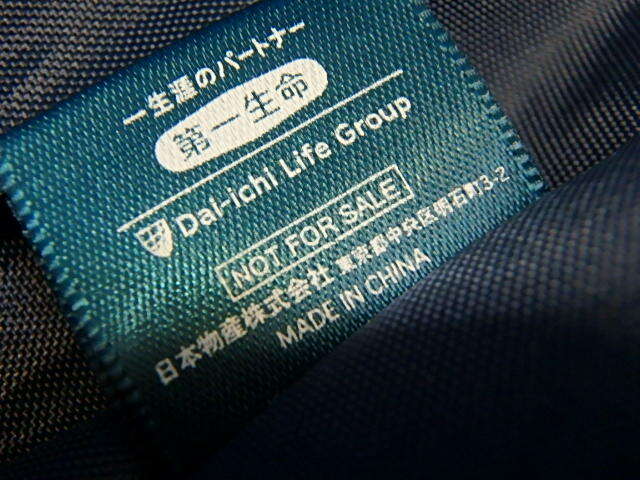 一生涯のパートナー
第一生命
Dai-ichi Life Group
NOT FOR SALE
日本物産株式会社 東京都中央区明石町3-2
MADE IN CHINA